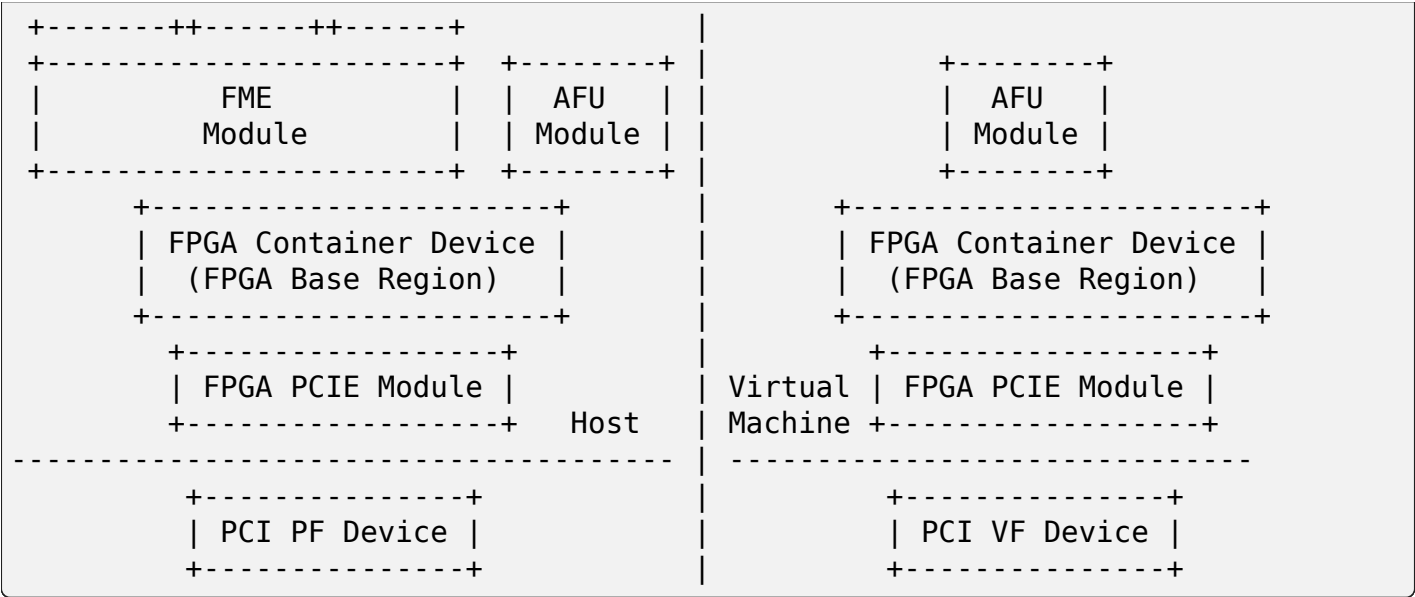 +-------++------++------+                  |
+-----------------------+  +--------+ |               +--------+
|          FME          |  |  AFU   | |               |  AFU   |
|         Module        |  | Module | |               | Module |
+-----------------------+  +--------+ |               +--------+
      +-----------------------+       |       +-----------------------+
      | FPGA Container Device |       |       | FPGA Container Device |
      |  (FPGA Base Region)   |       |       |  (FPGA Base Region)   |
      +-----------------------+       |       +-----------------------+
        +------------------+          |         +------------------+
        | FPGA PCIE Module |          | Virtual | FPGA PCIE Module |
        +------------------+   Host   | Machine +------------------+
-------------------------------------- | ------------------------------
         +---------------+            |          +---------------+
         | PCI PF Device |            |          | PCI VF Device |
         +---------------+            |          +---------------+